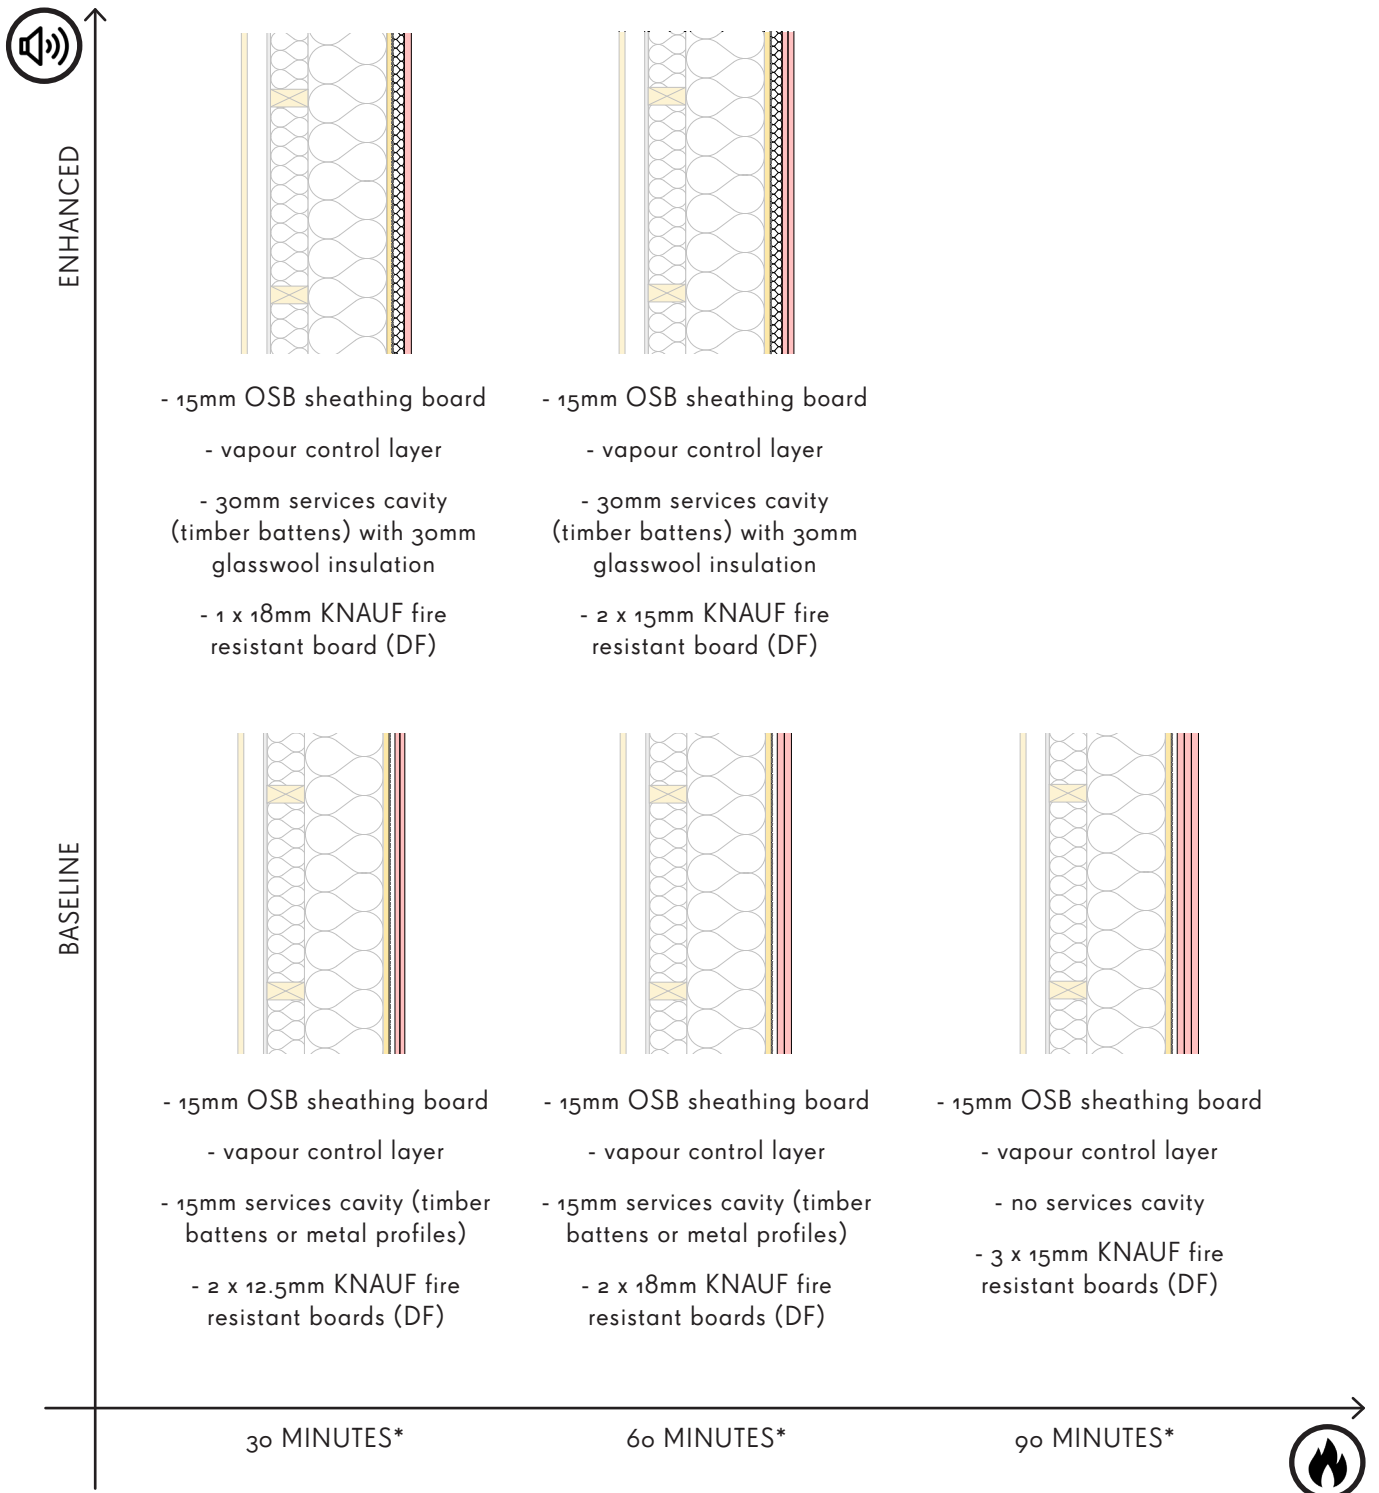 ENHANCED
- 15mm OSB sheathing board
- vapour control layer
- 30mm services cavity
(timber battens) with 30mm
glasswool insulation
- 1 x 18mm KNAUF fire
resistant board (DF)
- 15mm OSB sheathing board
- vapour control layer
- 30mm services cavity
(timber battens) with 30mm
glasswool insulation
- 2 x 15mm KNAUF fire
resistant board (DF)
BASELINE
- 15mm OSB sheathing board
- vapour control layer
- 15mm services cavity (timber
battens or metal profiles)
- 2 x 12.5mm KNAUF fire
resistant boards (DF)
- 15mm OSB sheathing board
- vapour control layer
- 15mm services cavity (timber
battens or metal profiles)
- 2 x 18mm KNAUF fire
resistant boards (DF)
- 15mm OSB sheathing board
- vapour control layer
- no services cavity
- 3 x 15mm KNAUF fire
resistant boards (DF)
30 MINUTES*
60 MINUTES*
90 MINUTES*